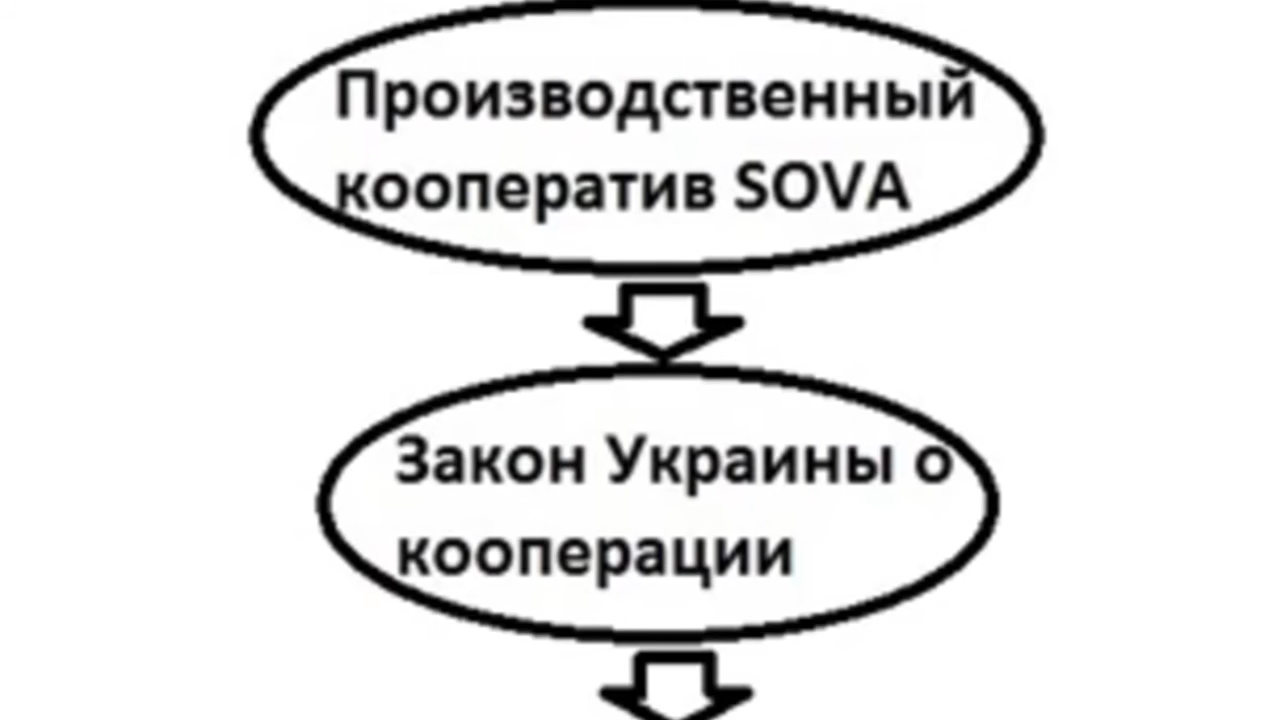 Производственный
кооператив SOVA
Закон Украины о
кооперации